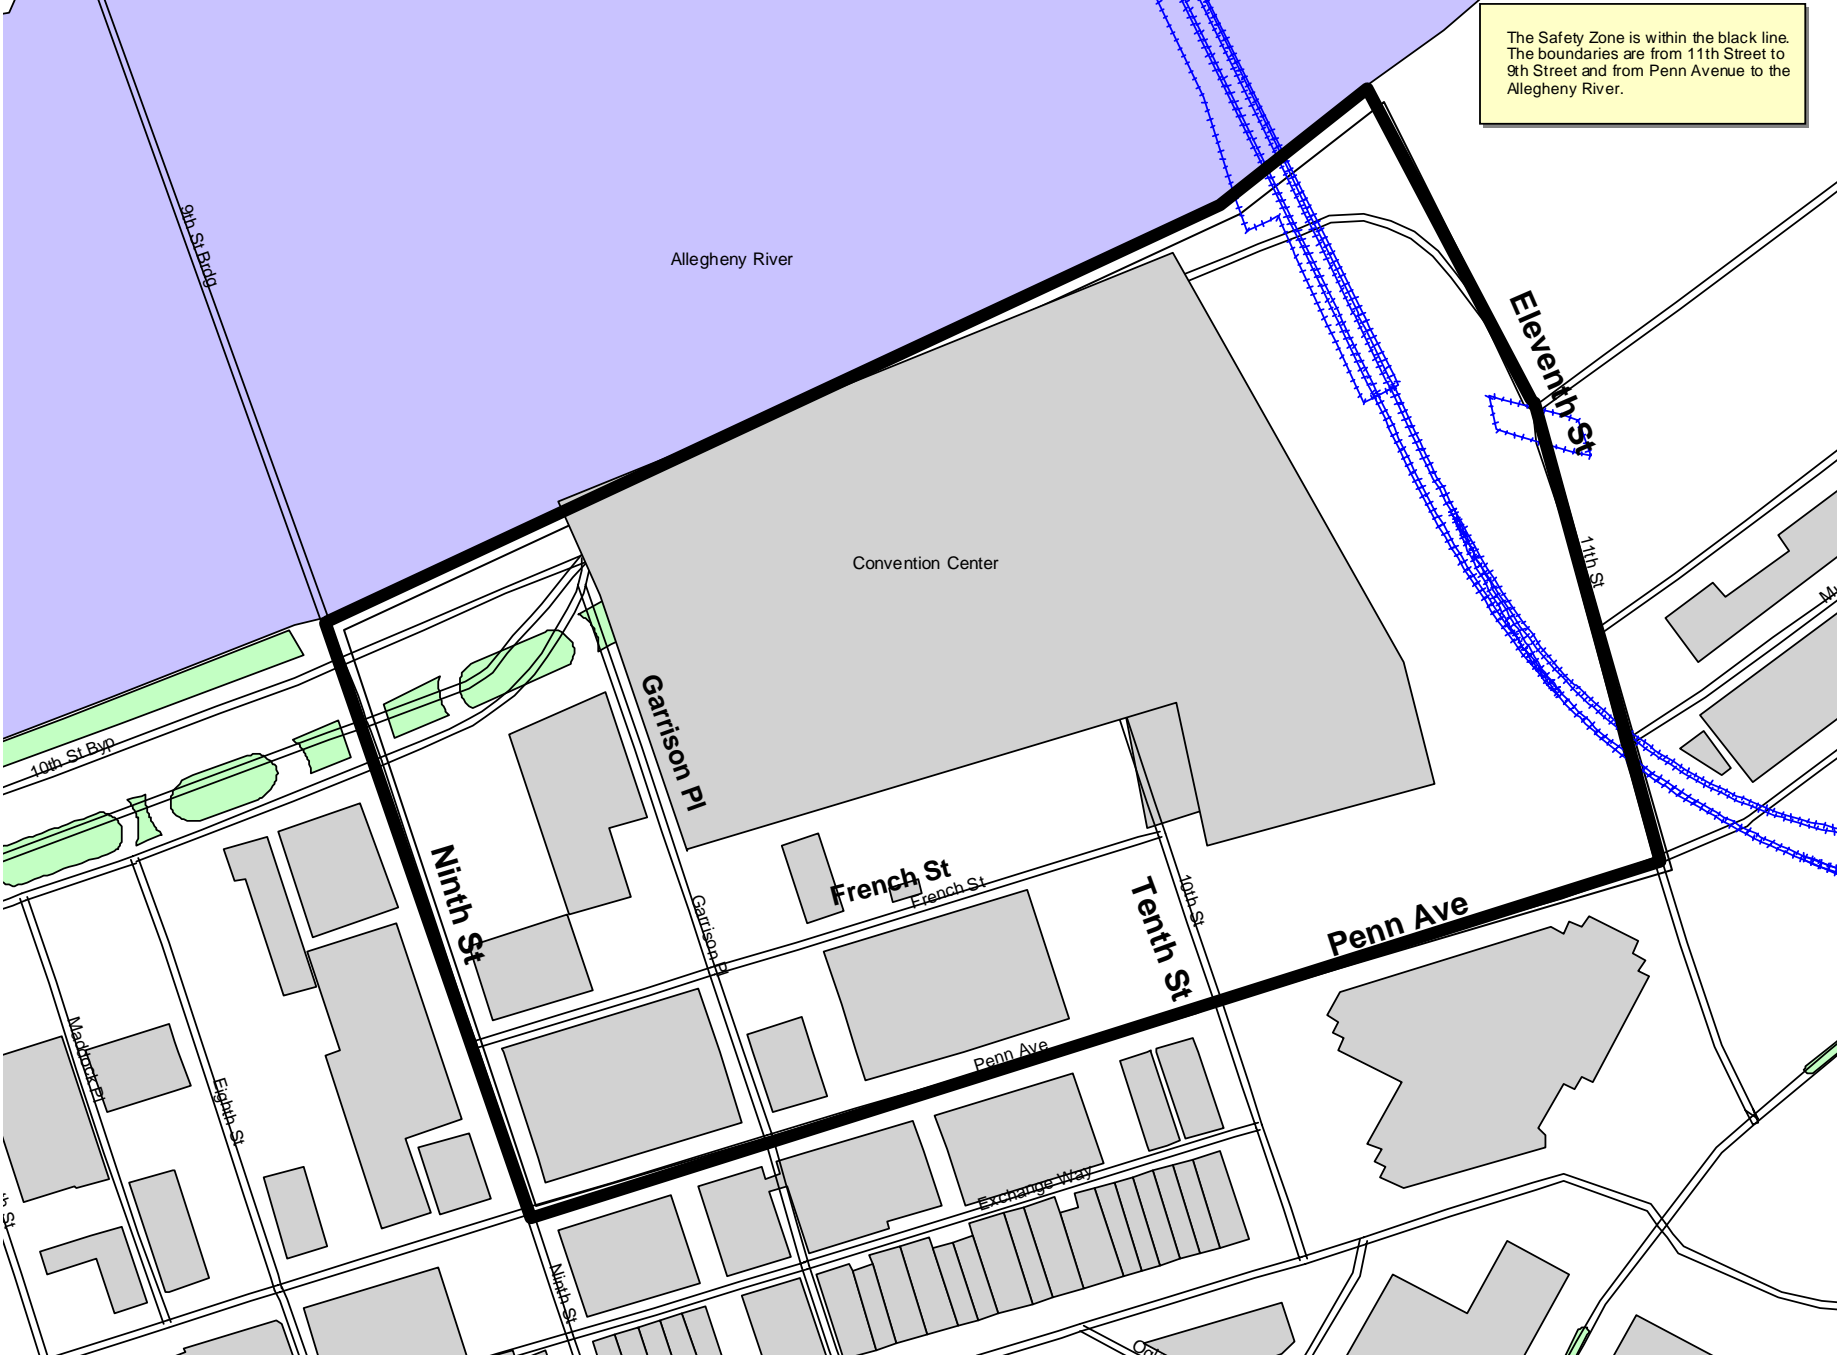 The Safety Zone is within the black line.
The boundaries are from 11th Street to
9th Street and from Penn Avenue to the
Allegheny River.
9th St Brdg
Allegheny River
Eleventh St
Convention Center
11th St
Garrison Pl
10th St Byp
Ninth St
French St
French St
Tenth St
10th St
Garrison Pl
Penn Ave
Penn Ave
Maddock Pl
Eighth St
Exchange Way
Ninth St